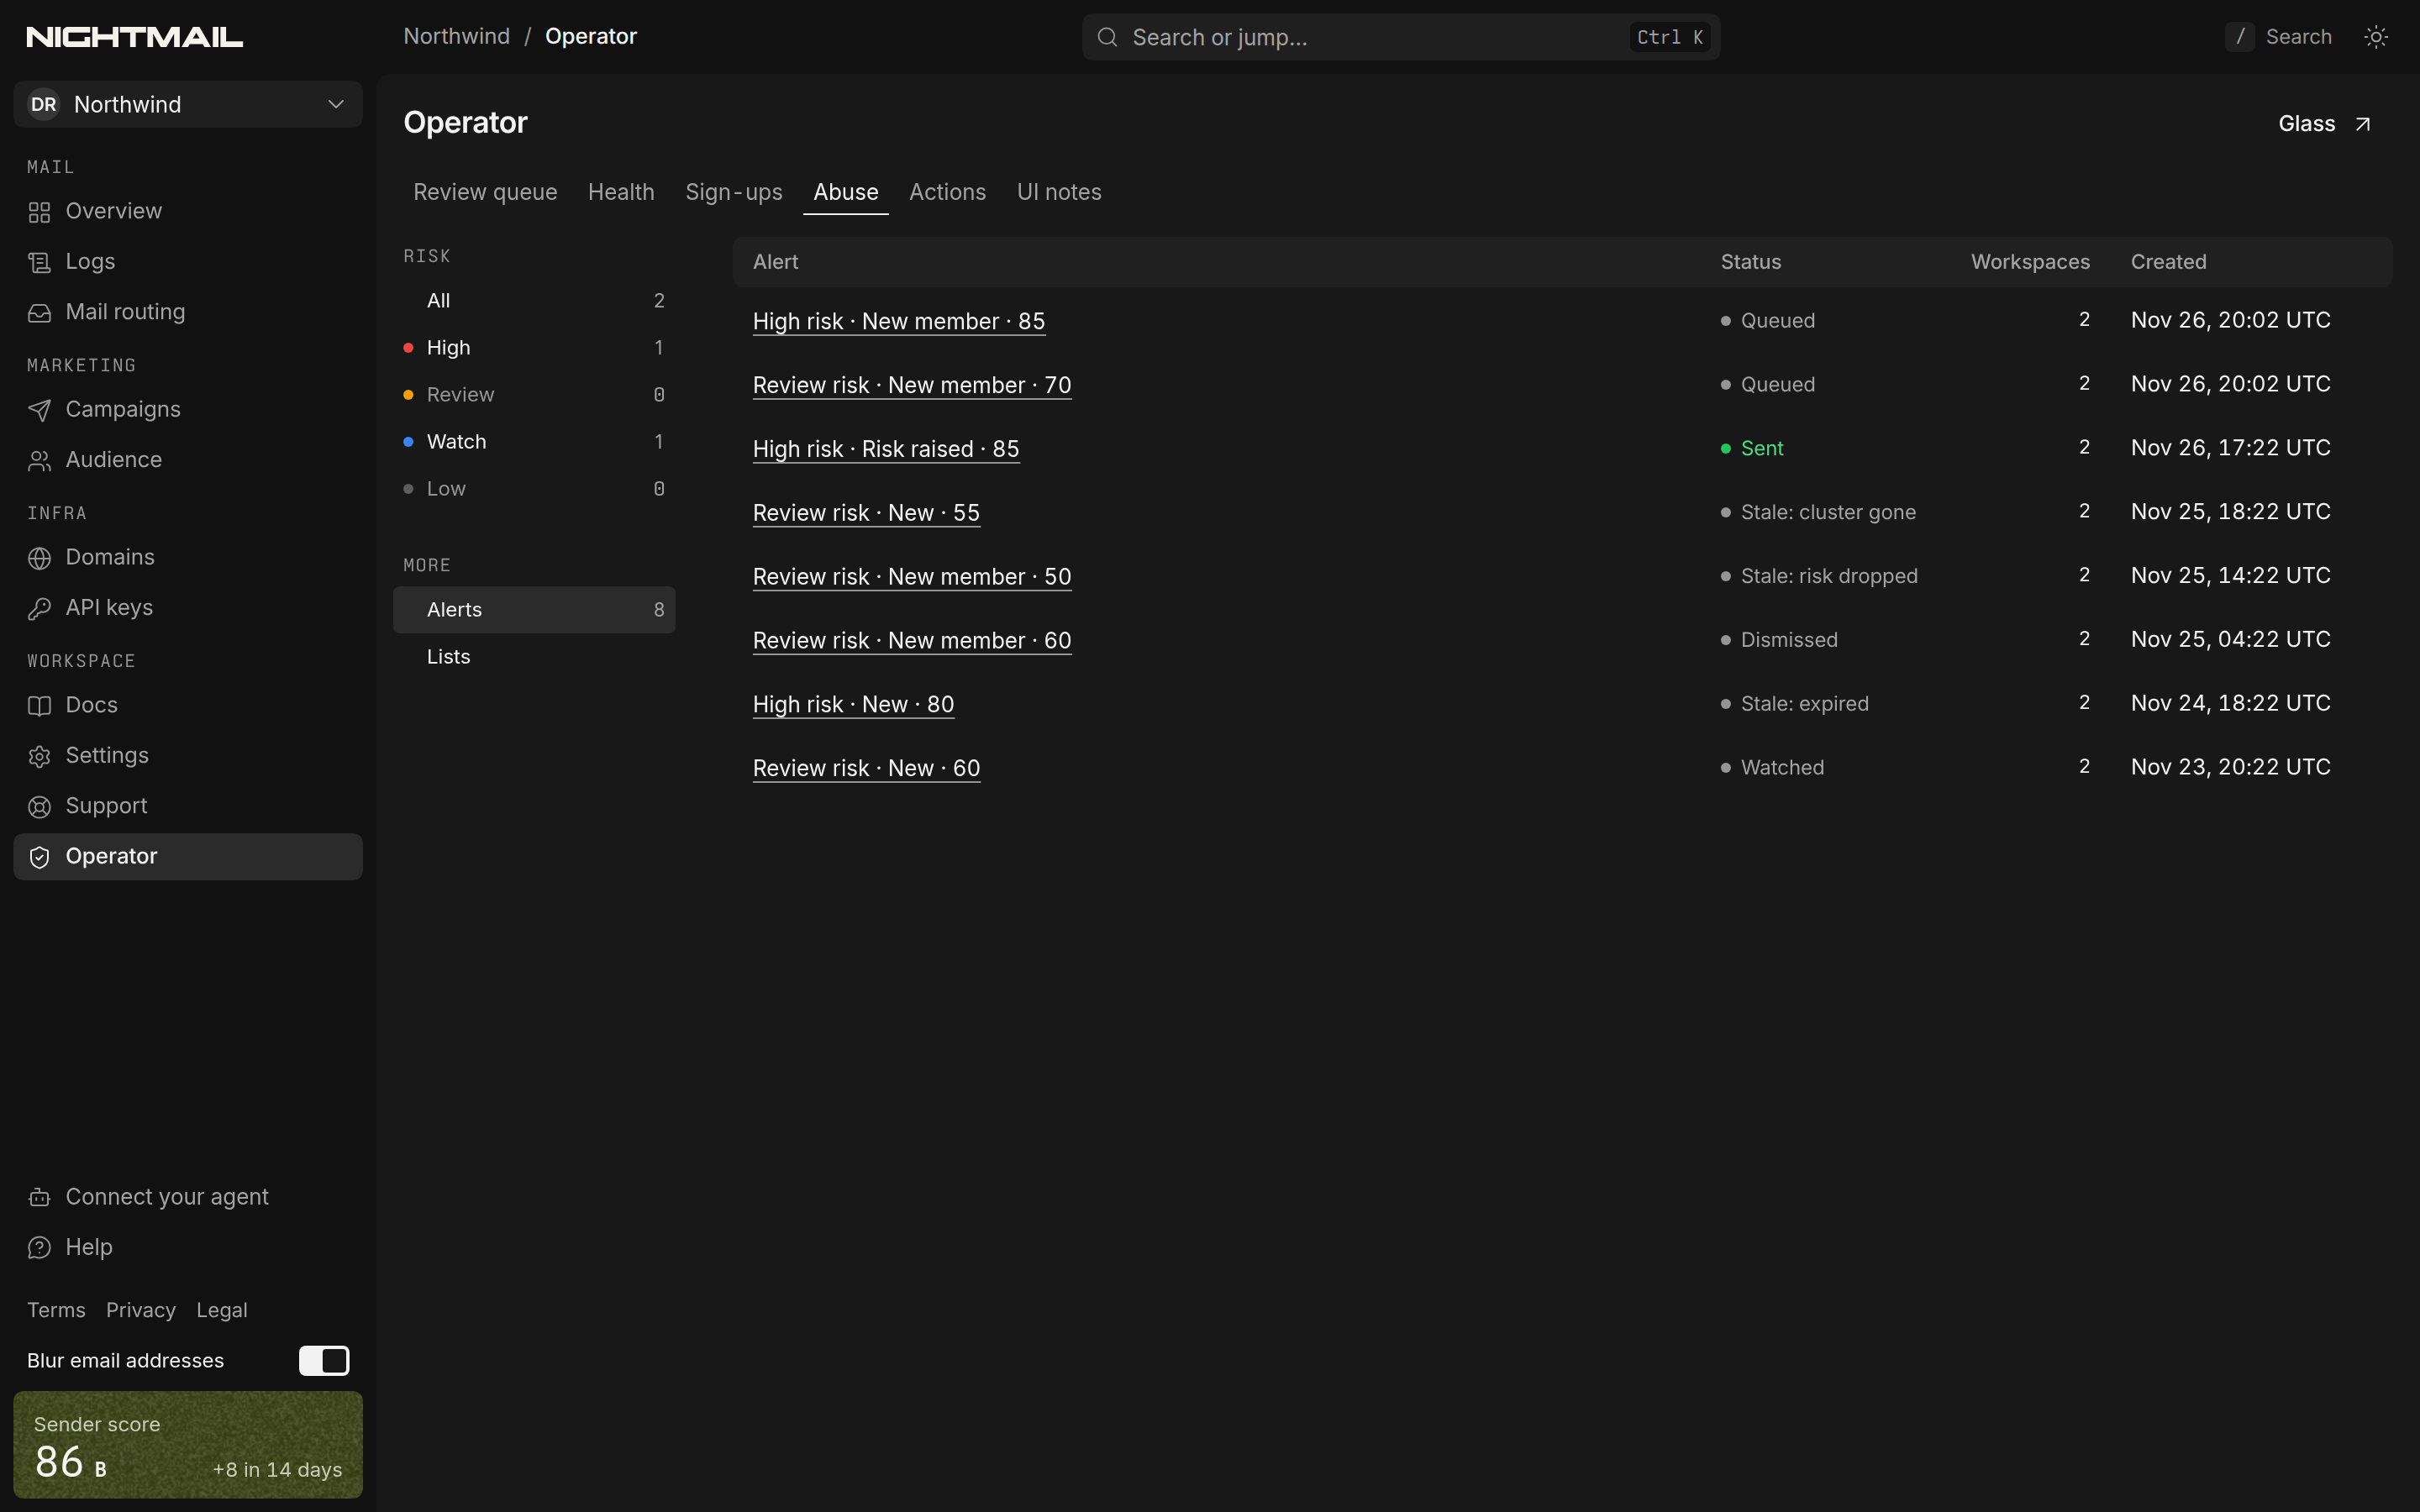 NIGHTMAIL
Northwind / Operator
Search or jump... Ctrl K
/ Search
DR Northwind
MAIL
Overview
Logs
Mail routing
MARKETING
Campaigns
Audience
INFRA
Domains
API keys
WORKSPACE
Docs
Settings
Support
Operator
Connect your agent
Help
Terms Privacy Legal
Blur email addresses
Sender score
86 B +8 in 14 days
Operator
Glass
Review queue Health Sign-ups Abuse Actions UI notes
RISK
All 2
High 1
Review 0
Watch 1
Low 0
MORE
Alerts 8
Lists
Alert Status Workspaces Created
High risk · New member · 85 Queued 2 Nov 26, 20:02 UTC
Review risk · New member · 70 Queued 2 Nov 26, 20:02 UTC
High risk · Risk raised · 85 Sent 2 Nov 26, 17:22 UTC
Review risk · New · 55 Stale: cluster gone 2 Nov 25, 18:22 UTC
Review risk · New member · 50 Stale: risk dropped 2 Nov 25, 14:22 UTC
Review risk · New member · 60 Dismissed 2 Nov 25, 04:22 UTC
High risk · New · 80 Stale: expired 2 Nov 24, 18:22 UTC
Review risk · New · 60 Watched 2 Nov 23, 20:22 UTC